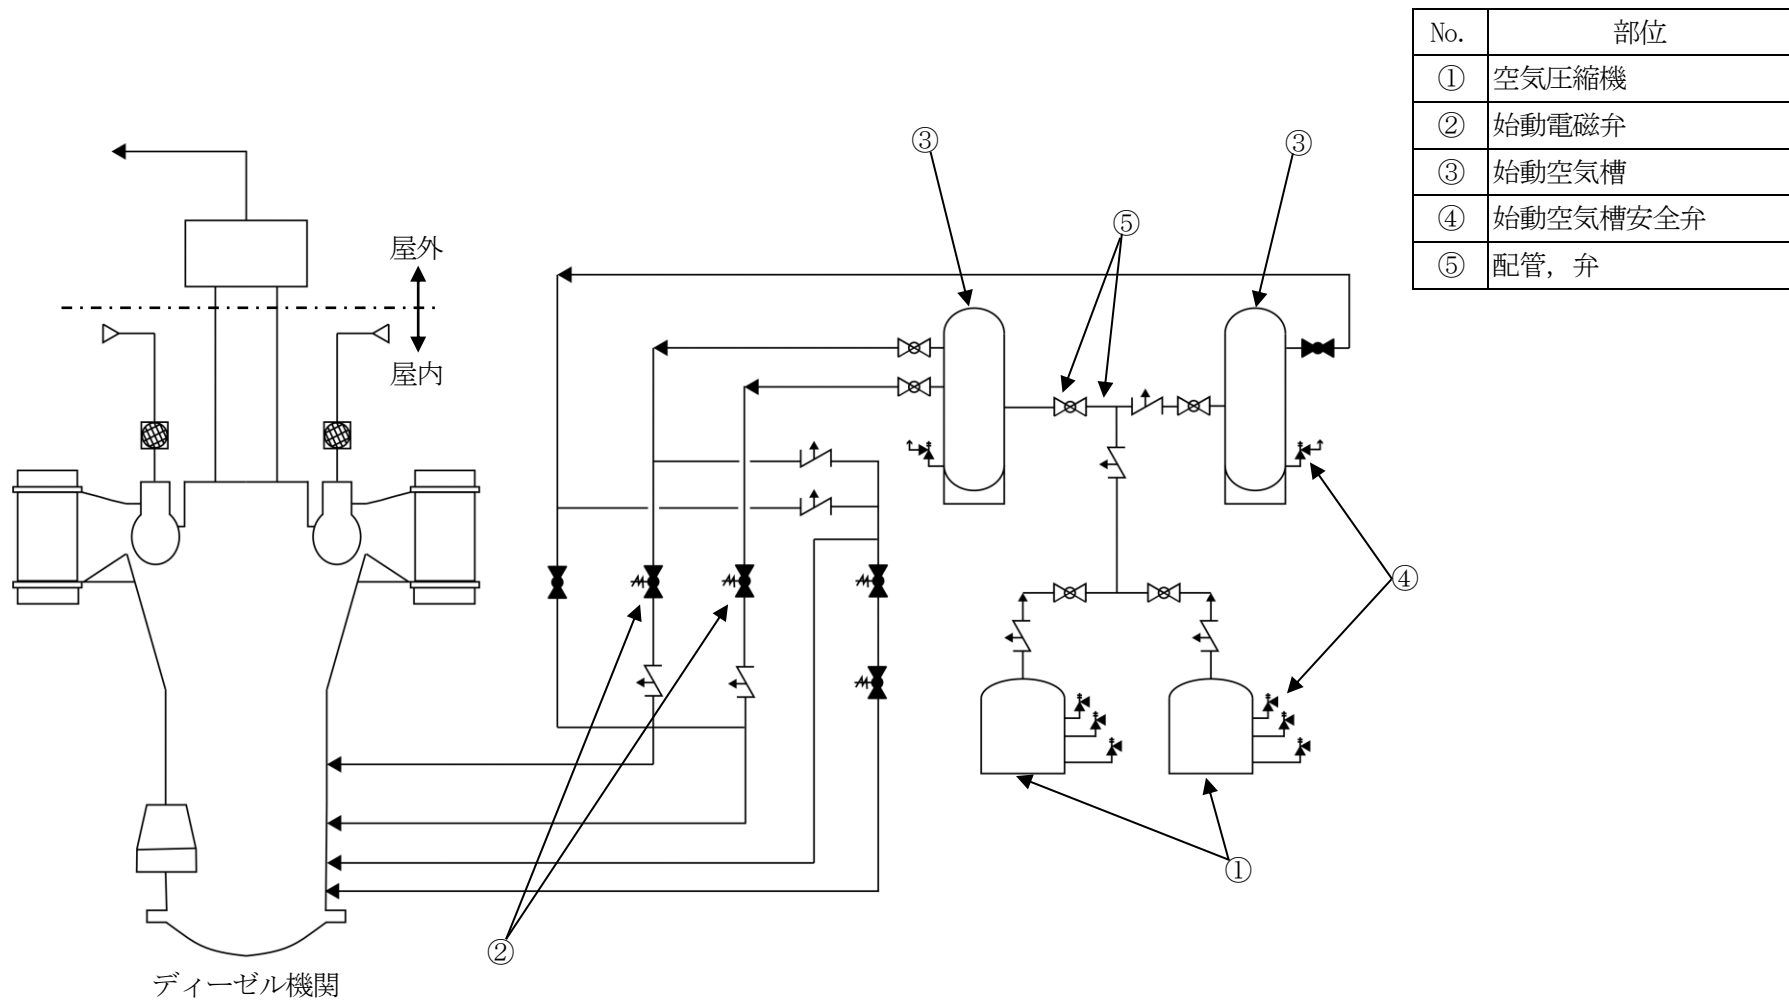 No. 部位
① 空気圧縮機
② 始動電磁弁
③ 始動空気槽
④ 始動空気槽安全弁
⑤ 配管，弁
③
③
⑤
屋外
屋内
④
①
②
ディーゼル機関